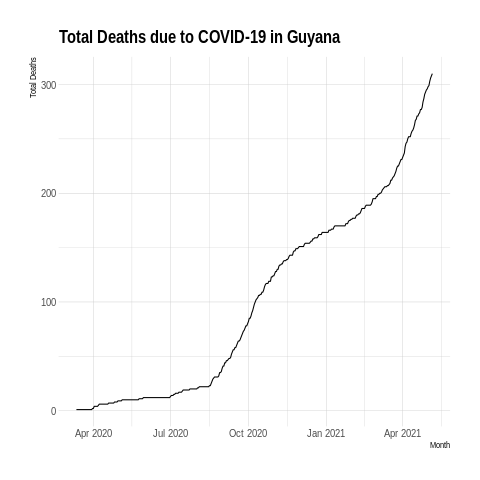 Total Deaths due to COVID-19 in Guyana
Total Deaths
300
200
100
0
Apr 2020 Jul 2020 Oct 2020 Jan 2021 Apr 2021
Month